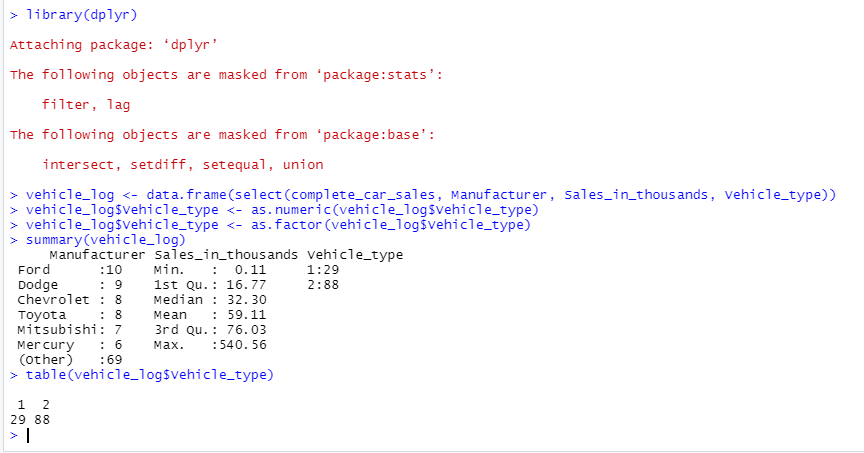 > library(dplyr)
Attaching package: ‘dplyr’
The following objects are masked from ‘package:stats’:
    filter, lag
The following objects are masked from ‘package:base’:
    intersect, setdiff, setequal, union
> vehicle_log <- data.frame(select(complete_car_sales, Manufacturer, Sales_in_thousands, Vehicle_type))
> vehicle_log$Vehicle_type <- as.numeric(vehicle_log$Vehicle_type)
> vehicle_log$Vehicle_type <- as.factor(vehicle_log$Vehicle_type)
> summary(vehicle_log)
     Manufacturer Sales_in_thousands Vehicle_type
 Ford      :10    Min.   :  0.11     1:29
 Dodge     : 9    1st Qu.: 16.77     2:88
 Chevrolet : 8    Median : 32.30
 Toyota    : 8    Mean   : 59.11
 Mitsubishi: 7    3rd Qu.: 76.03
 Mercury   : 6    Max.   :540.56
 (Other)   :69
> table(vehicle_log$Vehicle_type)
 1  2
29 88
>